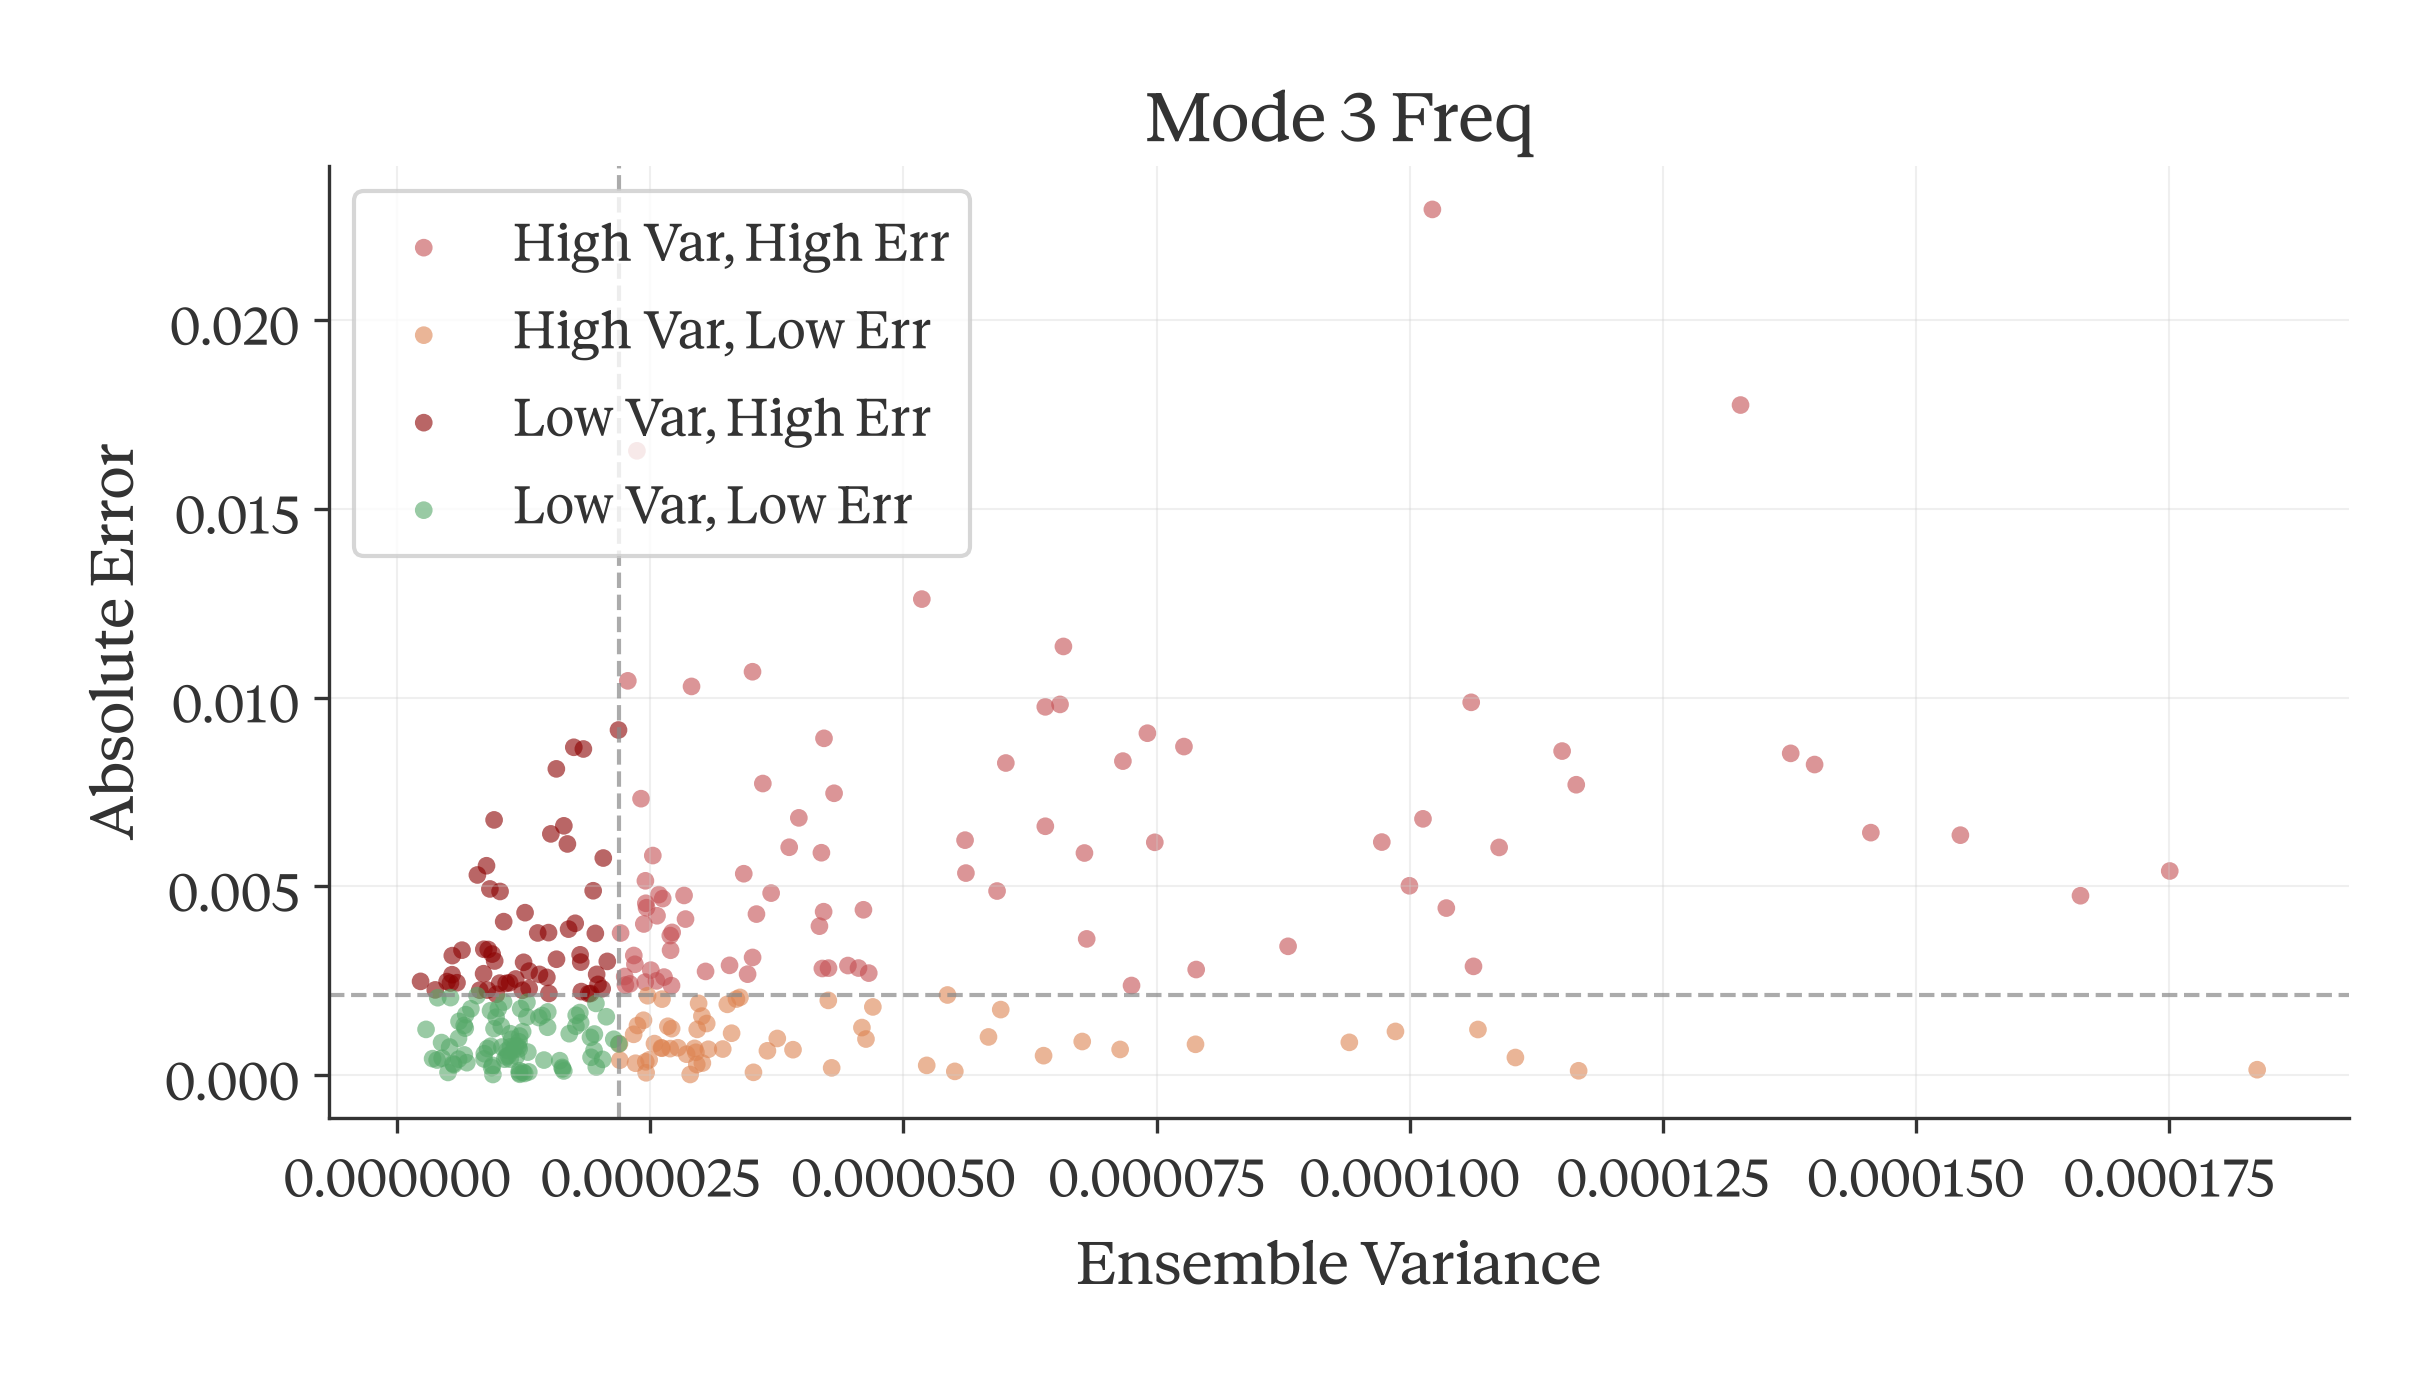 Mode 3 Freq
High Var, High Err
High Var, Low Err
Low Var, High Err
Low Var, Low Err
Absolute Error
0.020
0.015
0.010
0.005
0.000
0.000000 0.000025 0.000050 0.000075 0.000100 0.000125 0.000150 0.000175
Ensemble Variance